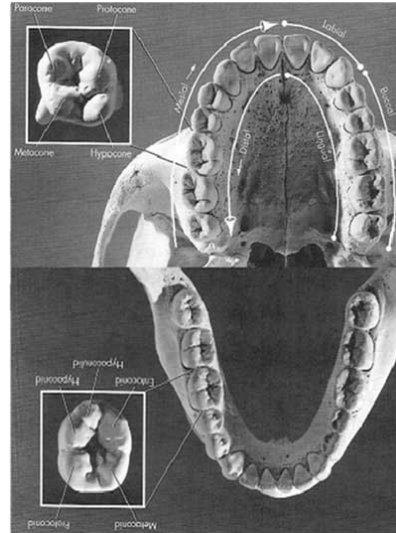 Paracone
Protocone
Metacone
Hypocone
Mesial
Labial
Buccal
Distal
Lingual
Hypoconulid
Hypoconid
Entoconid
Protoconid
Metaconid